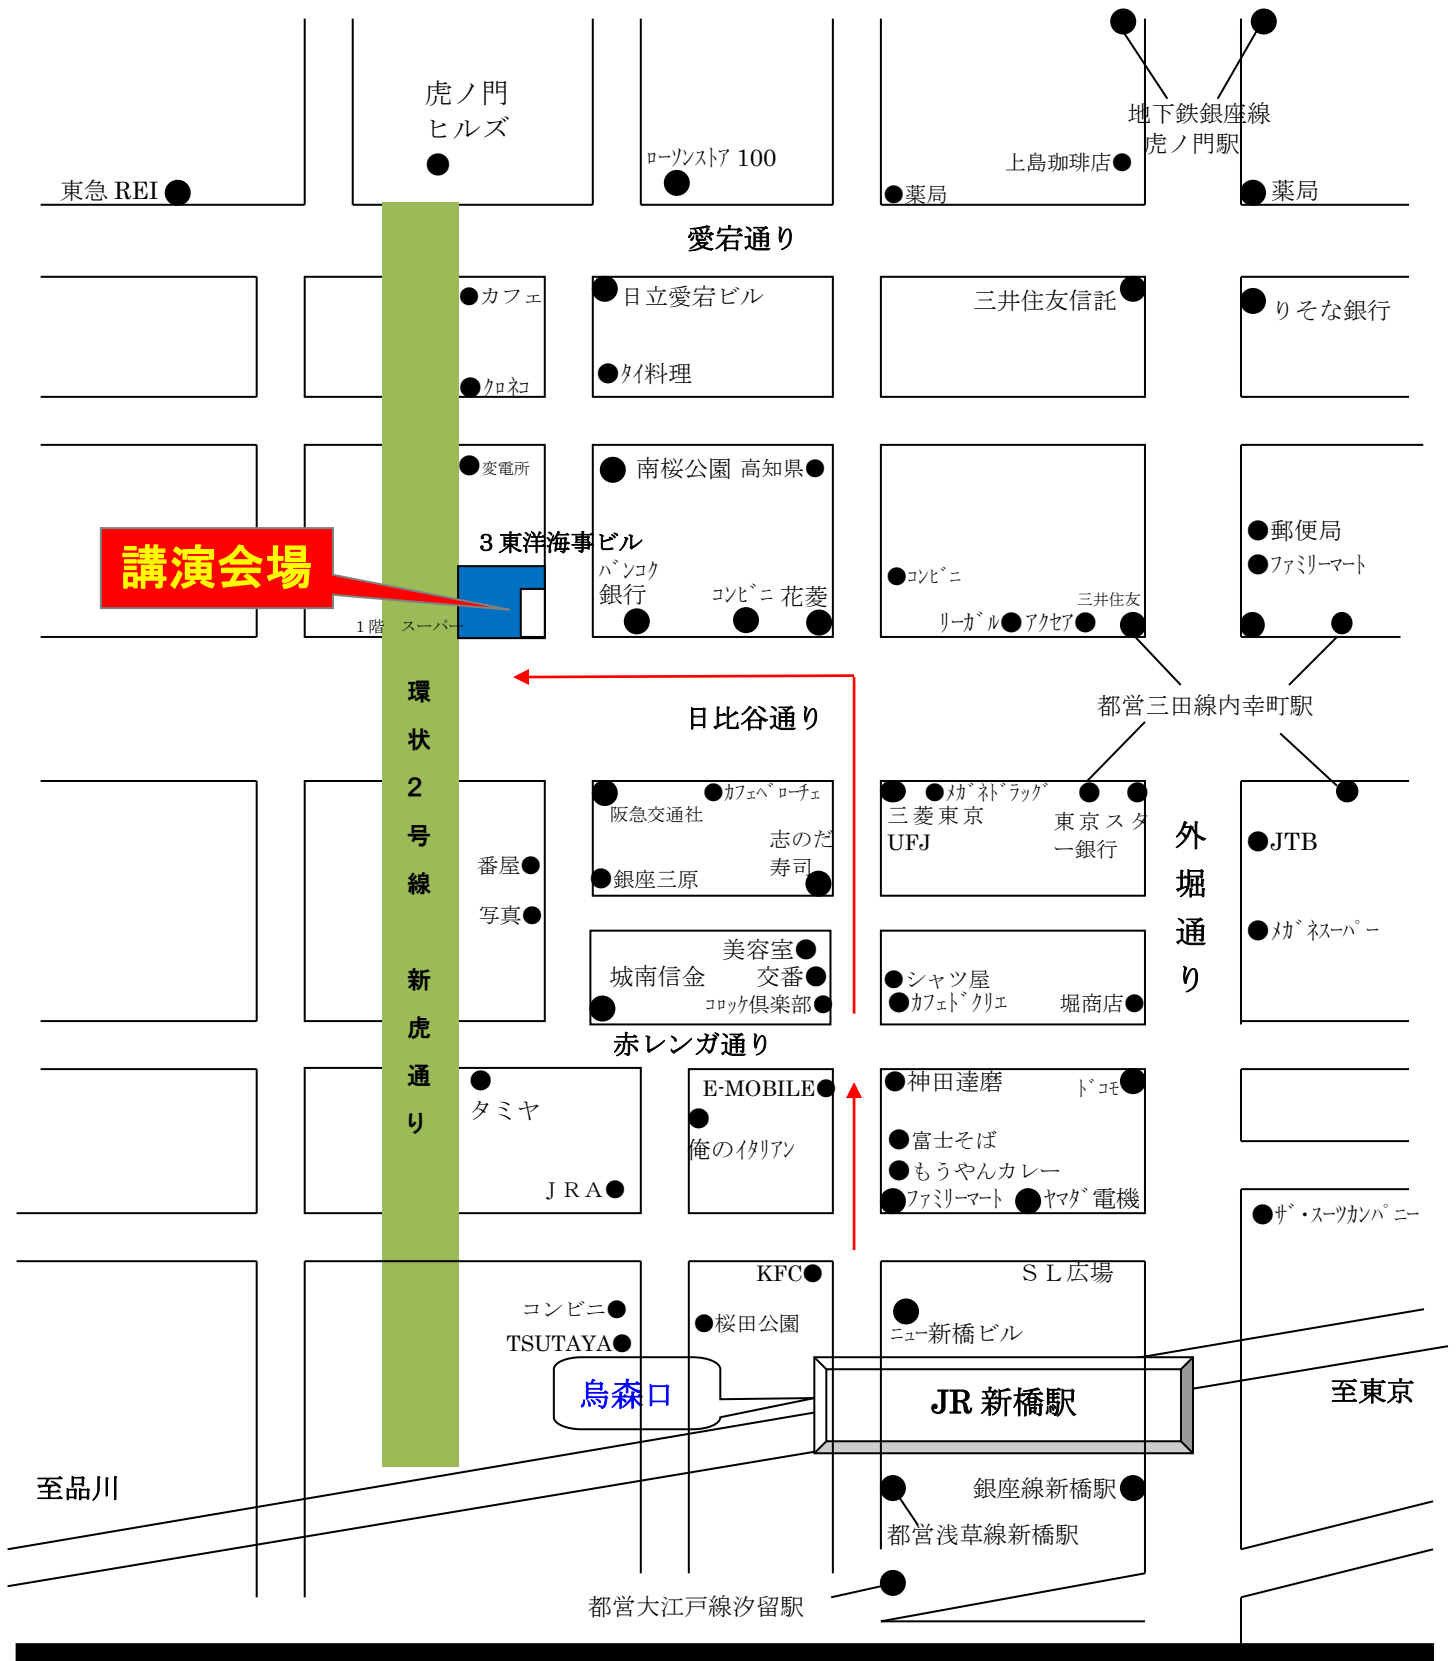 虎ノ門
ヒルズ
地下鉄銀座線
虎ノ門駅
ローソンストア 100
上島珈琲店
東急 REI
薬局
薬局
愛宕通り
カフェ
日立愛宕ビル
三井住友信託
りそな銀行
タイ料理
クロネコ
変電所
南桜公園
高知県
郵便局
3 東洋海事ビル
講演会場
ファミリーマート
バンコク
銀行
コンビニ
花菱
コンビニ
三井住友
リーガル
アクセア
1階 スーパー
環状2号線 新虎通り
都営三田線内幸町駅
日比谷通り
カフェベローチェ
メガネドラッグ
阪急交通社
三菱東京
UFJ
東京スタ
ー銀行
外堀通り
志のだ
寿司
JTB
番屋
銀座三原
写真
メガネスーパー
美容室
城南信金
交番
シャツ屋
コロッケ倶楽部
カフェドクリエ
堀商店
赤レンガ通り
E-MOBILE
神田達磨
ドコモ
タミヤ
俺のイタリアン
富士そば
もうやんカレー
JRA
ファミリーマート
ヤマダ電機
ザ・スーツカンパニー
KFC
SL広場
コンビニ
桜田公園
ニュー新橋ビル
TSUTAYA
烏森口
JR 新橋駅
至東京
至品川
銀座線新橋駅
都営浅草線新橋駅
都営大江戸線汐留駅